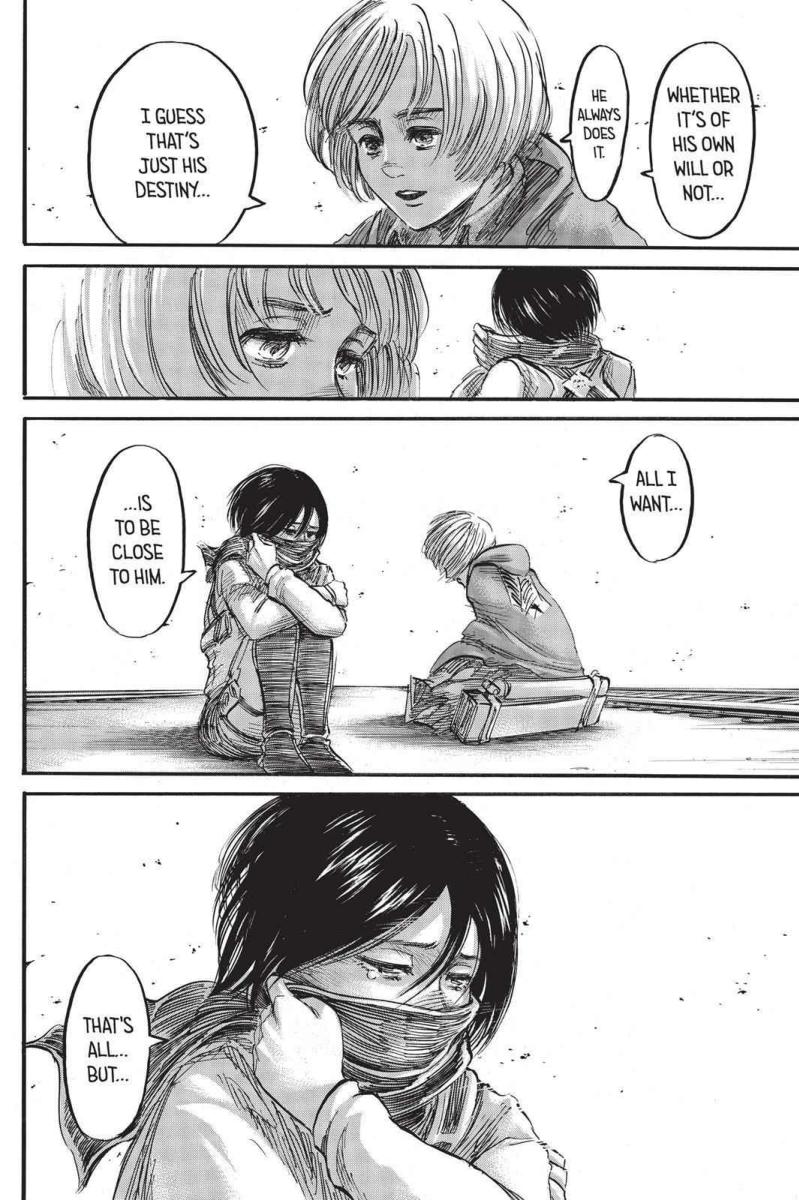 WHETHER
IT'S OF
HIS OWN
WILL OR
NOT...
HE
ALWAYS
DOES
IT.
I GUESS
THAT'S
JUST HIS
DESTINY...
ALL I
WANT...
...IS
TO BE
CLOSE
TO HIM.
THAT'S
ALL...
BUT...